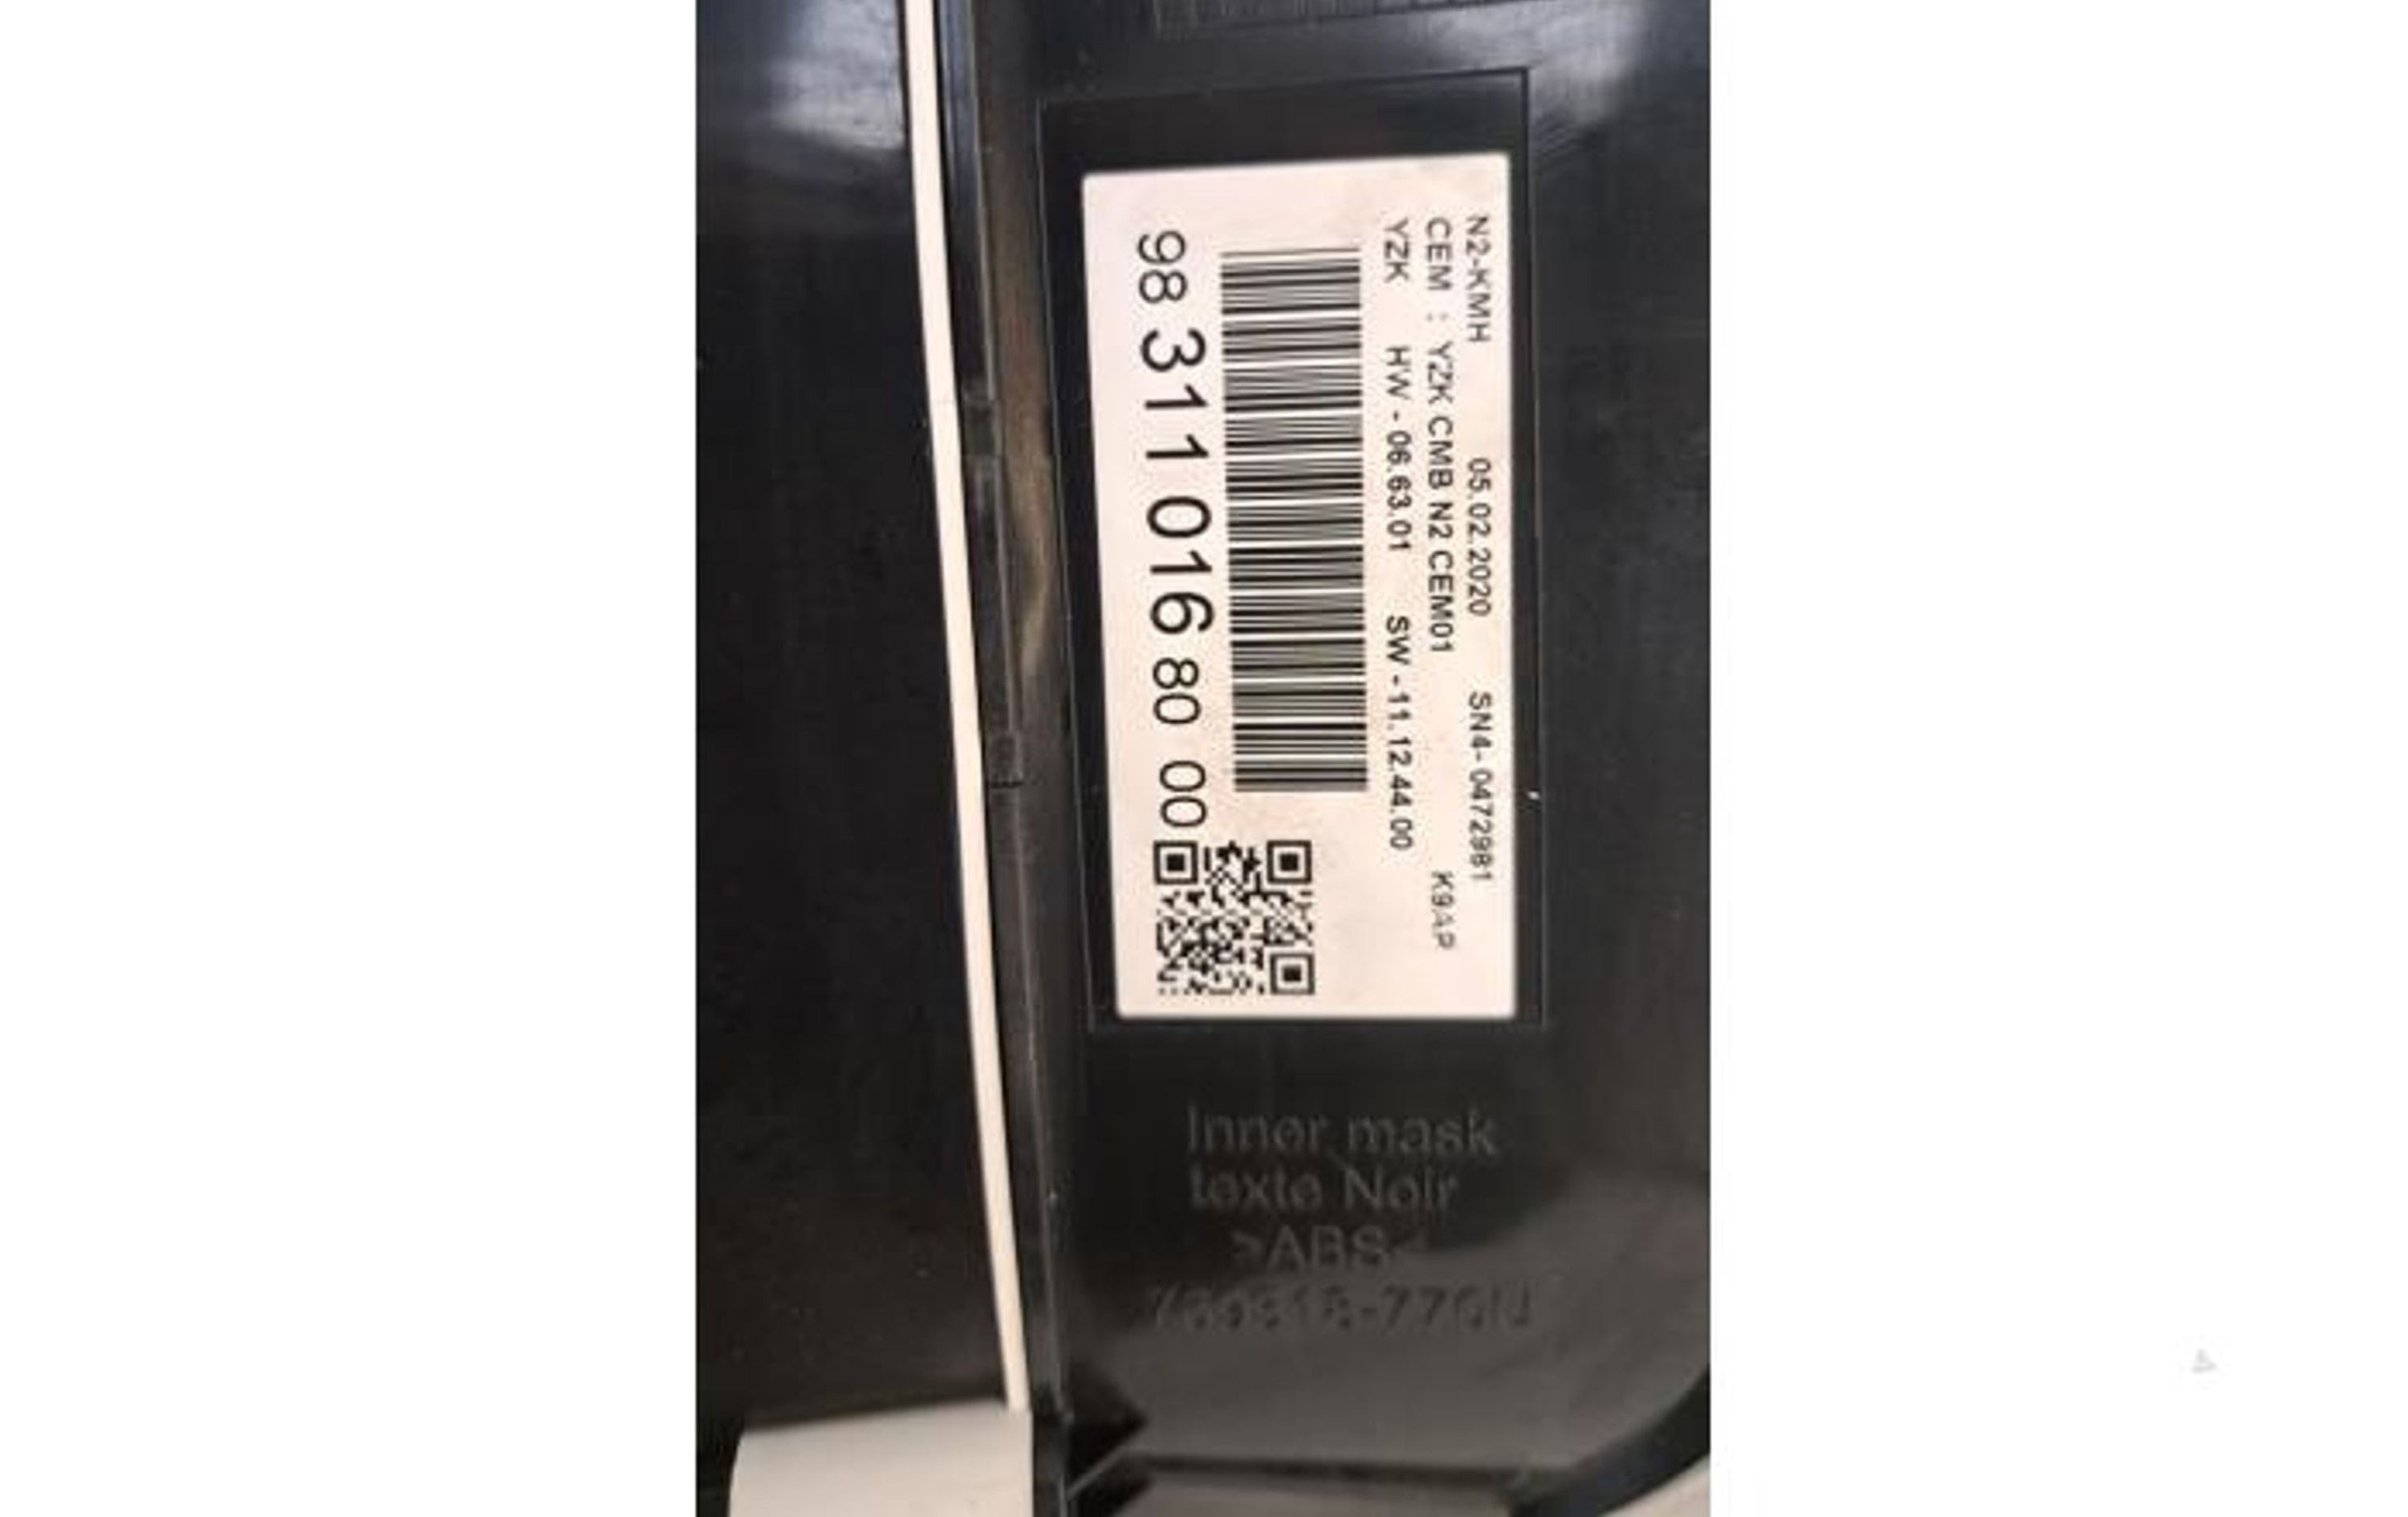 N2-KMH 05.02.2020 SN4-0472981
CEM : YZK CMB N2 CEM01 K9AP
YZK HW - 06.63.01 SW - 11.12.44.00
98 311 016 80 00
Inner mask
texte Noir
>ABS<